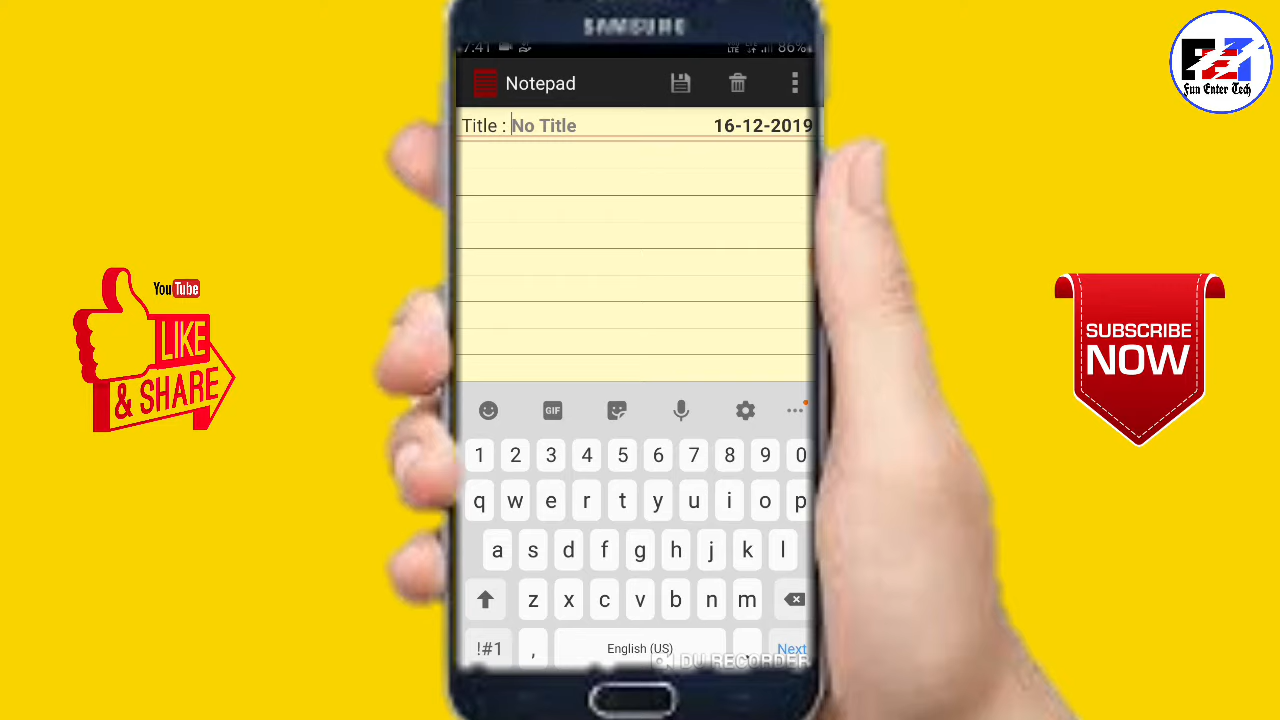 SAMSUNG
7:41 86%
Notepad
Title : No Title 16-12-2019
GIF
1 2 3 4 5 6 7 8 9 0
q w e r t y u i o p
a s d f g h j k l
z x c v b n m
!#1 , English (US) . Next
DU RECORDER
YouTube
LIKE
& SHARE
FET
Fun Enter Tech
SUBSCRIBE
NOW